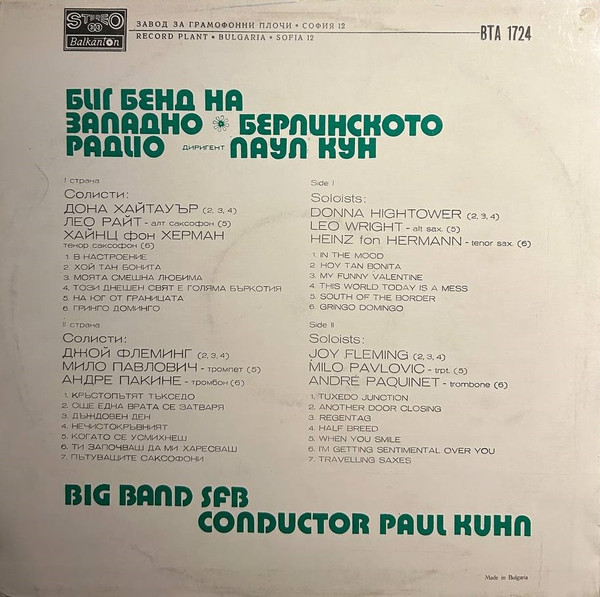 STEREO
Balkanton
ЗАВОД ЗА ГРАМОФОННИ ПЛОЧИ • СОФИЯ 12
RECORD PLANT • BULGARIA • SOFIA 12
ВТА 1724
БИГ БЕНД НА
ЗАПАДНО БЕРЛИНСКОТО
РАДИО ДИРИГЕНТ ПАУЛ КУН
I страна
Солисти:
ДОНА ХАЙТАУЪР (2, 3, 4)
ЛЕО РАЙТ - алт саксофон (5)
ХАЙНЦ фон ХЕРМАН
тенор саксофон (6)
1. В НАСТРОЕНИЕ
2. ХОЙ ТАН БОНИТА
3. МОЯТА СМЕШНА ЛЮБИМА
4. ТОЗИ ДНЕШЕН СВЯТ Е ГОЛЯМА БЪРКОТИЯ
5. НА ЮГ ОТ ГРАНИЦАТА
6. ГРИНГО ДОМИНГО
Side I
Soloists:
DONNA HIGHTOWER (2, 3, 4)
LEO WRIGHT - alt sax. (5)
HEINZ fon HERMANN - tenor sax. (6)
1. IN THE MOOD
2. HOY TAN BONITA
3. MY FUNNY VALENTINE
4. THIS WORLD TODAY IS A MESS
5. SOUTH OF THE BORDER
6. GRINGO DOMINGO
II страна
Солисти:
ДЖОЙ ФЛЕМИНГ (2, 3, 4)
МИЛО ПАВЛОВИЧ - тромпет (5)
АНДРЕ ПАКИНЕ - тромбон (6)
1. КРЪСТОПЪТЯТ ТЪКСЕДО
2. ОЩЕ ЕДНА ВРАТА СЕ ЗАТВАРЯ
3. ДЪЖДОВЕН ДЕН
4. НЕЧИСТОКРЪВНИЯТ
5. КОГАТО СЕ УСМИХНЕШ
6. ТИ ЗАПОЧВАШ ДА МИ ХАРЕСВАШ
7. ПЪТУВАЩИТЕ САКСОФОНИ
Side II
Soloists:
JOY FLEMING (2, 3, 4)
MILO PAVLOVIC - trpt. (5)
ANDRÉ PAQUINET - trombone (6)
1. TUXEDO JUNCTION
2. ANOTHER DOOR CLOSING
3. REGENTAG
4. HALF BREED
5. WHEN YOU SMILE
6. I'M GETTING SENTIMENTAL OVER YOU
7. TRAVELLING SAXES
BIG BAND SFB
CONDUCTOR PAUL KUHN
Made in Bulgaria